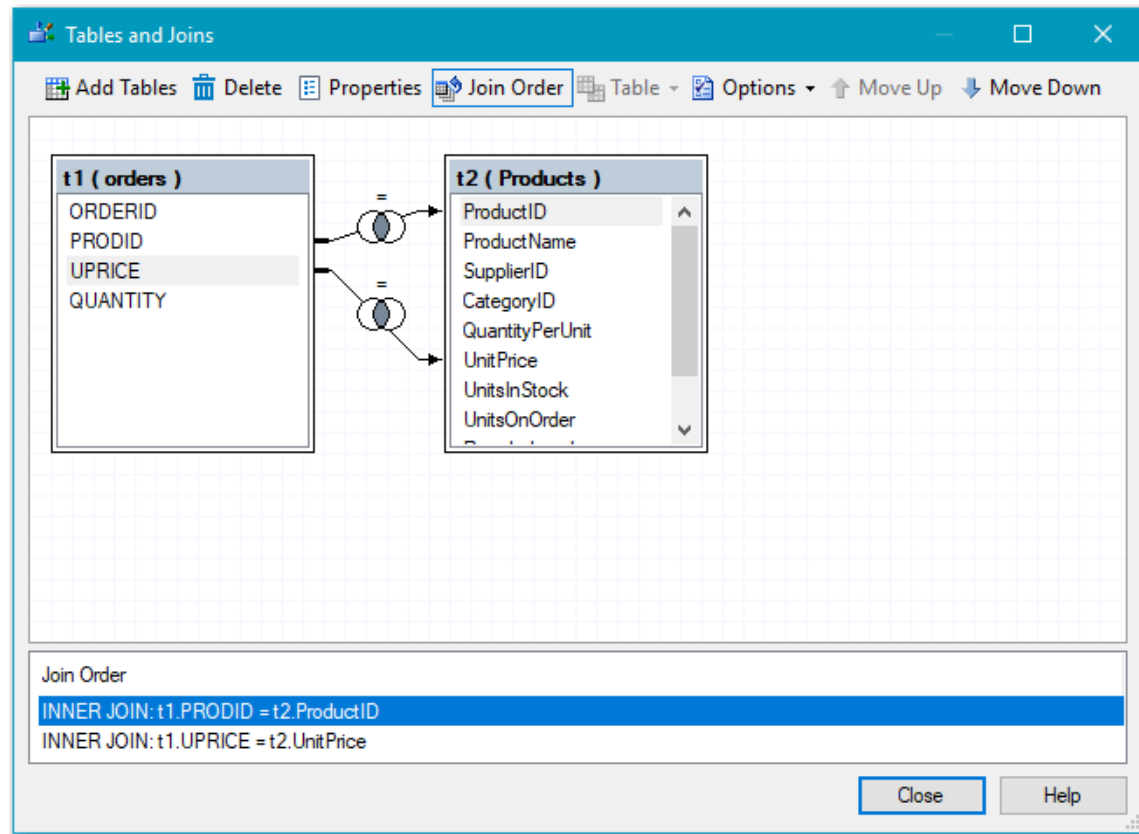 Tables and Joins
Add Tables Delete Properties Join Order Table Options Move Up Move Down
t1 ( orders )
ORDERID
PRODID
UPRICE
QUANTITY
=
=
t2 ( Products )
ProductID
ProductName
SupplierID
CategoryID
QuantityPerUnit
UnitPrice
UnitsInStock
UnitsOnOrder
Join Order
INNER JOIN: t1.PRODID = t2.ProductID
INNER JOIN: t1.UPRICE = t2.UnitPrice
Close Help